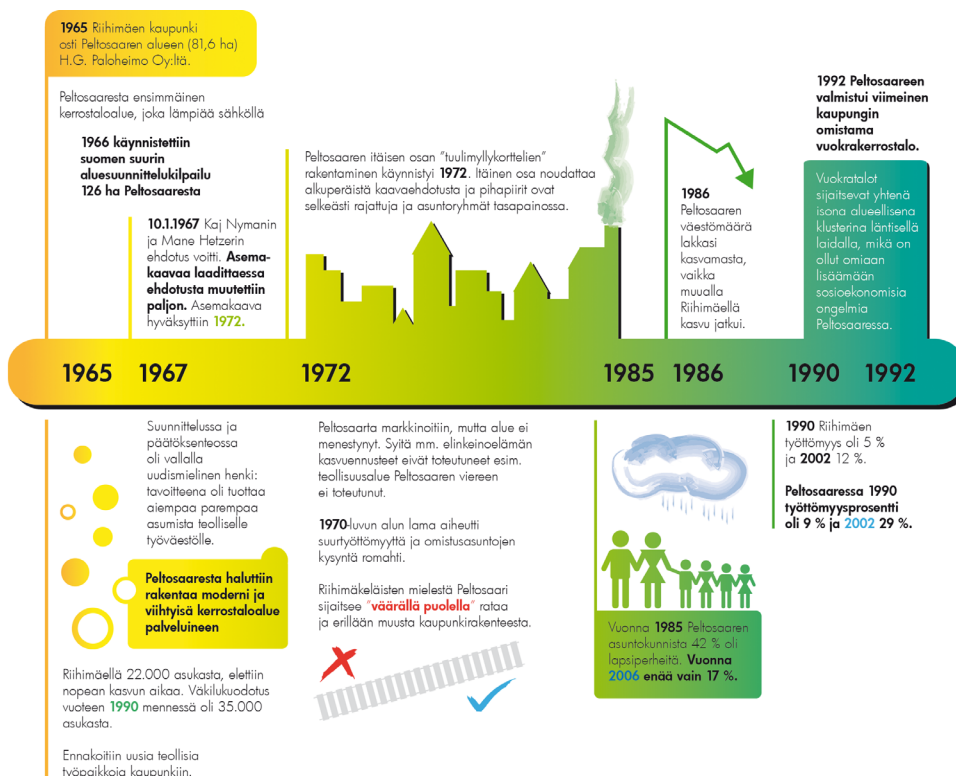 1965 Riihimäen kaupunki
osti Peltosaaren alueen (81,6 ha)
H.G. Paloheimo Oy:ltä.
Peltosaaresta ensimmäinen
kerrostaloalue, joka lämpiää sähköllä
1966 käynnistettiin
suomen suurin
aluesuunnittelukilpailu
126 ha Peltosaaresta
10.1.1967 Kaj Nymanin
ja Mane Hetzerin
ehdotus voitti. Asema-
kaavaa laadittaessa
ehdotusta muutettiin
paljon. Asemakaava
hyväksyttiin 1972.
Peltosaaren itäisen osan "tuulimyllykorttelien"
rakentaminen käynnistyi 1972. Itäinen osa noudattaa
alkuperäistä kaavaehdotusta ja pihapiirit ovat
selkeästi rajattuja ja asuntoryhmät tasapainossa.
1986
Peltosaaren
väestömäärä
lakkasi
kasvamasta,
vaikka
muualla
Riihimäellä
kasvu jatkui.
1992 Peltosaareen
valmistui viimeinen
kaupungin
omistama
vuokrakerrostalo.
Vuokratalot
sijaitsevat yhtenä
isona alueellisena
klusterina läntisellä
laidalla, mikä on
ollut omiaan
lisäämään
sosioekonomisia
ongelmia
Peltosaaressa.
1965 1967 1972 1985 1986 1990 1992
Suunnittelussa ja
päätöksenteossa
oli vallalla
uudismielinen henki:
tavoitteena oli tuottaa
aiempaa parempaa
asumista teolliselle
työväestölle.
Peltosaaresta haluttiin
rakentaa moderni ja
viihtyisä kerrostaloalue
palveluineen
Riihimäellä 22.000 asukasta, elettiin
nopean kasvun aikaa. Väkilukuodotus
vuoteen 1990 mennessä oli 35.000
asukasta.
Ennakoitiin uusia teollisia
työpaikkoja kaupunkiin.
Peltosaarta markkinoitiin, mutta alue ei
menestynyt. Syitä mm. elinkeinoelämän
kasvuennusteet eivät toteutuneet esim.
teollisuusalue Peltosaaren viereen
ei toteutunut.
1970-luvun alun lama aiheutti
suurtyöttömyyttä ja omistusasuntojen
kysyntä romahti.
Riihimäkeläisten mielestä Peltosaari
sijaitsee "väärällä puolella" rataa
ja erillään muusta kaupunkirakenteesta.
Vuonna 1985 Peltosaaren
asuntokunnista 42 % oli
lapsiperheitä. Vuonna
2006 enää vain 17 %.
1990 Riihimäen
työttömyys oli 5 %
ja 2002 12 %.
Peltosaaressa 1990
työttömyysprosentti
oli 9 % ja 2002 29 %.